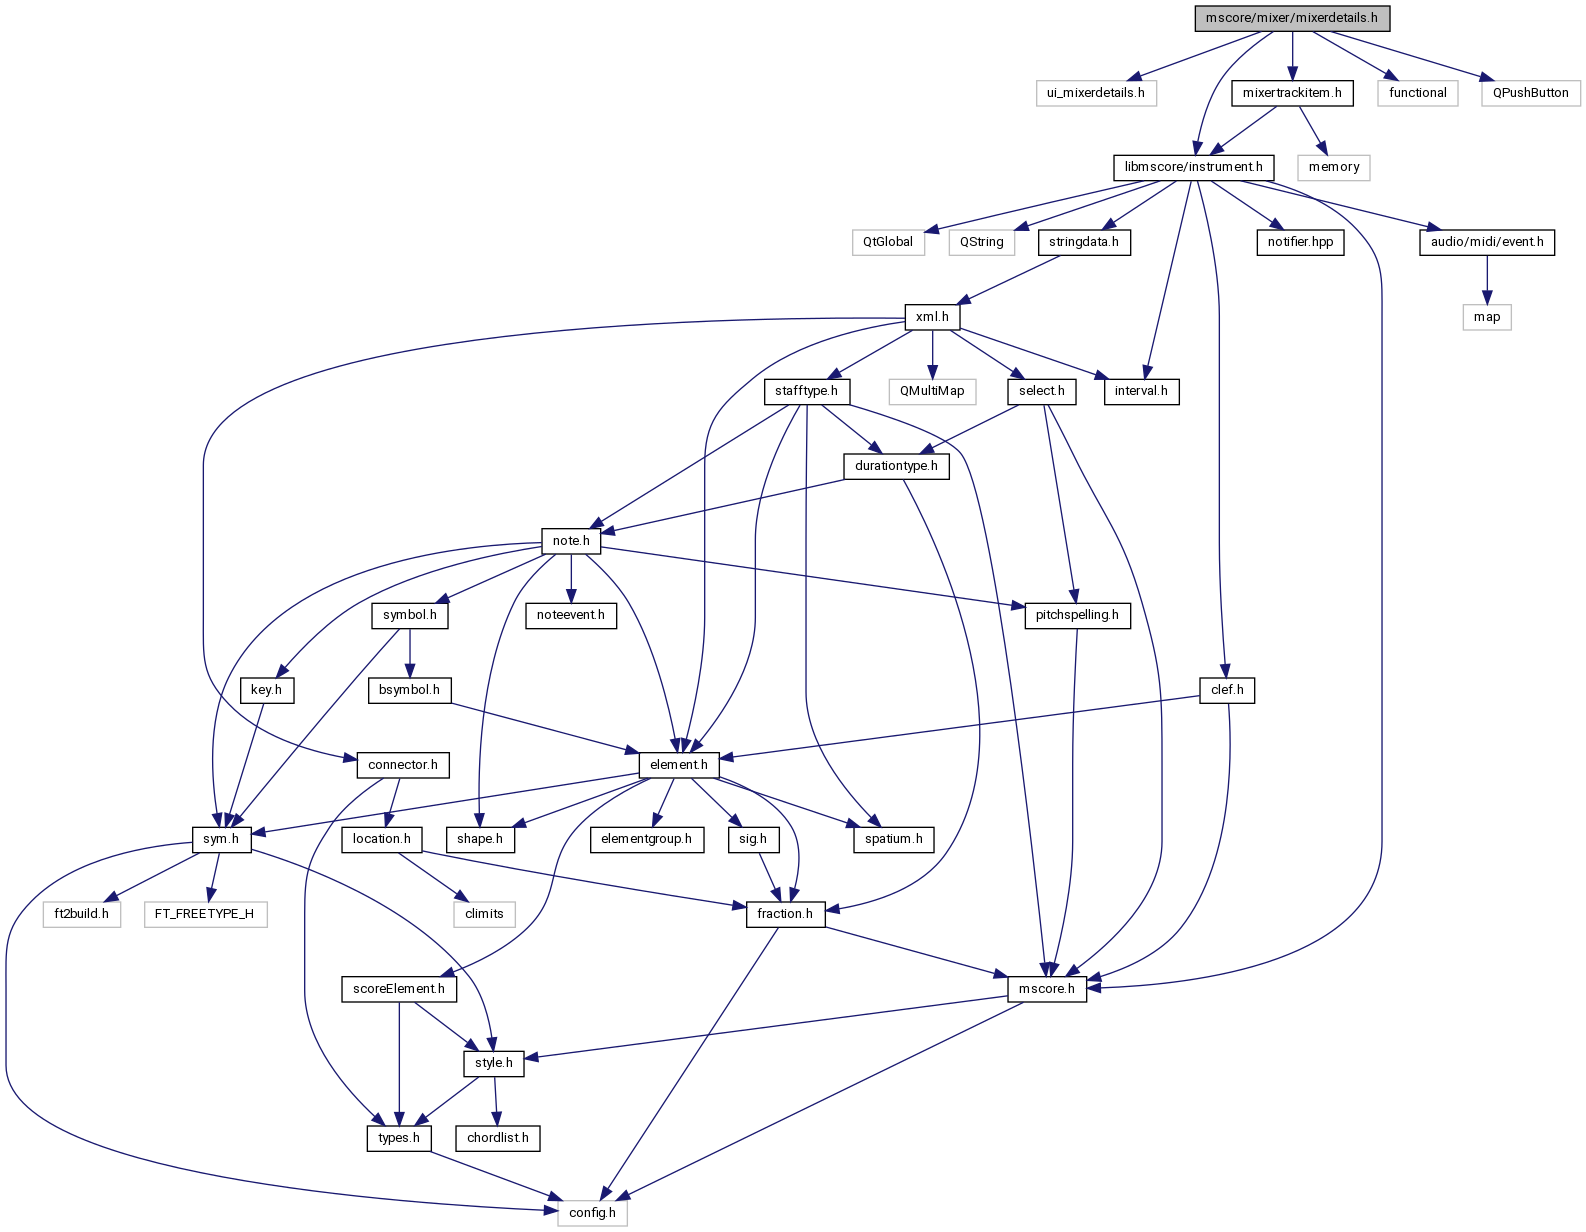 mscore/mixer/mixerdetails.h
ui_mixerdetails.h
mixertrackitem.h
functional
QPushButton
libmscore/instrument.h
memory
QtGlobal
QString
stringdata.h
notifier.hpp
audio/midi/event.h
xml.h
map
stafftype.h
QMultiMap
select.h
interval.h
durationtype.h
note.h
symbol.h
noteevent.h
pitchspelling.h
key.h
bsymbol.h
clef.h
connector.h
element.h
sym.h
location.h
shape.h
elementgroup.h
sig.h
spatium.h
ft2build.h
FT_FREETYPE_H
climits
fraction.h
scoreElement.h
mscore.h
style.h
types.h
chordlist.h
config.h